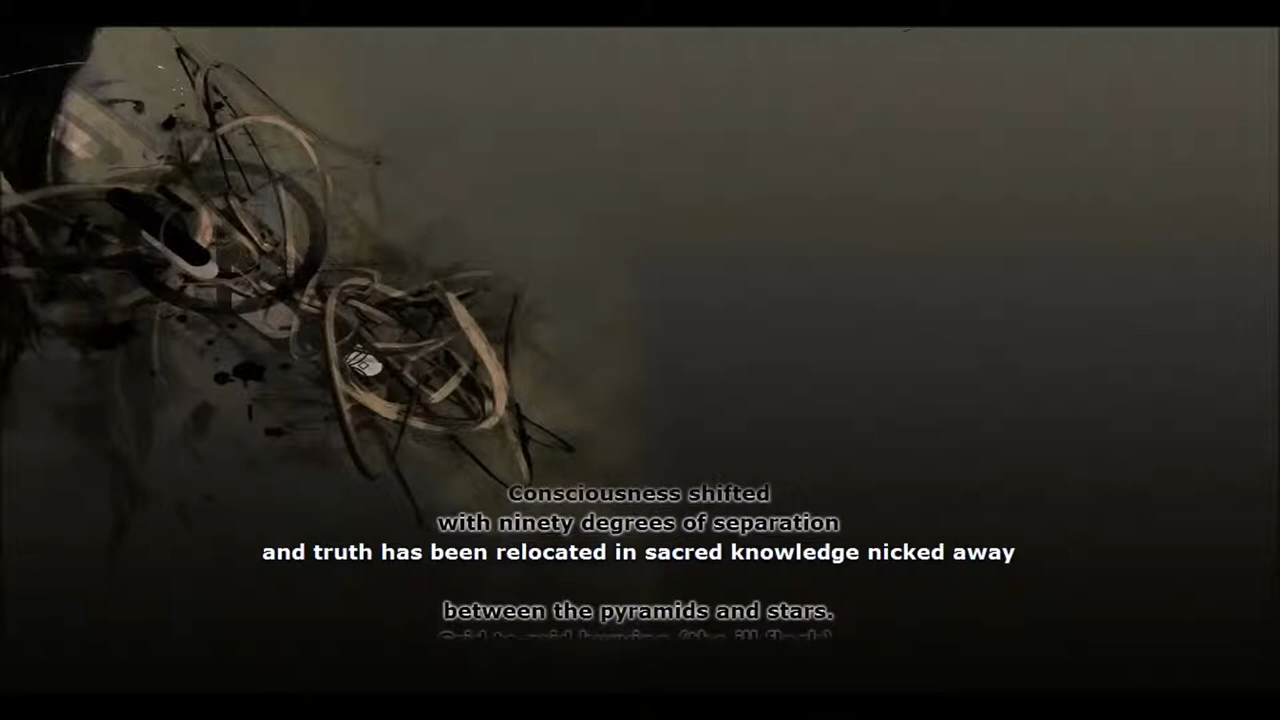 Consciousness shifted
with ninety degrees of separation
and truth has been relocated in sacred knowledge nicked away
between the pyramids and stars.